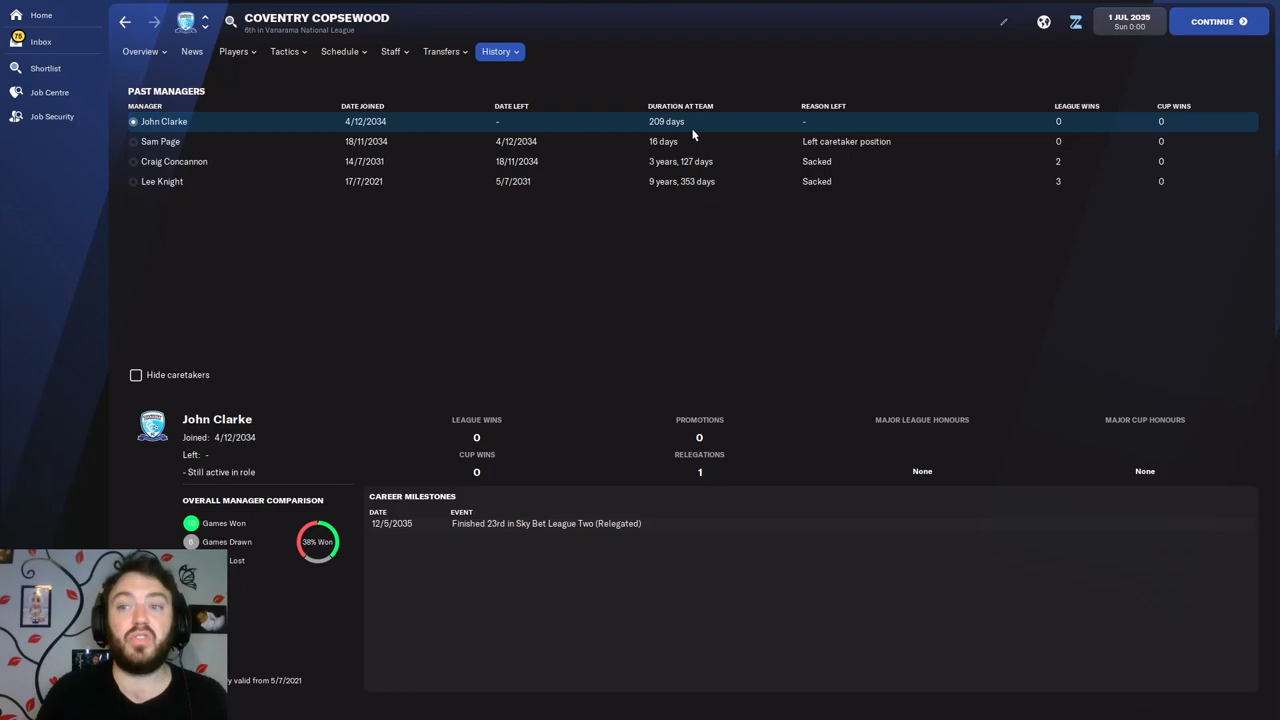 Home
75
Inbox
Shortlist
Job Centre
Job Security
COVENTRY COPSEWOOD
6th in Vanarama National League
1 JUL 2035
Sun 0:00
CONTINUE
Overview News Players Tactics Schedule Staff Transfers History
PAST MANAGERS
MANAGER DATE JOINED DATE LEFT DURATION AT TEAM REASON LEFT LEAGUE WINS CUP WINS
John Clarke 4/12/2034 - 209 days - 0 0
Sam Page 18/11/2034 4/12/2034 16 days Left caretaker position 0 0
Craig Concannon 14/7/2031 18/11/2034 3 years, 127 days Sacked 2 0
Lee Knight 17/7/2021 5/7/2031 9 years, 353 days Sacked 3 0
Hide caretakers
John Clarke
Joined: 4/12/2034
Left: -
- Still active in role
LEAGUE WINS PROMOTIONS MAJOR LEAGUE HONOURS MAJOR CUP HONOURS
0 0
CUP WINS RELEGATIONS
0 1 None None
OVERALL MANAGER COMPARISON
10 Games Won
6 Games Drawn
Lost
38% Won
valid from 5/7/2021
CAREER MILESTONES
DATE EVENT
12/5/2035 Finished 23rd in Sky Bet League Two (Relegated)